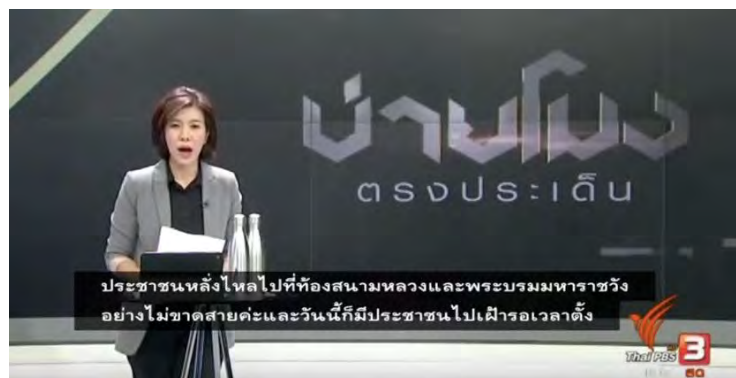 บ่ายโมง
ตรงประเด็น
ประชาชนหลั่งไหลไปที่ท้องสนามหลวงและพระบรมมหาราชวัง
อย่างไม่ขาดสายค่ะและวันนี้ก็มีประชาชนไปเฝ้ารอเวลาตั้ง
Thai PBS 3
สด